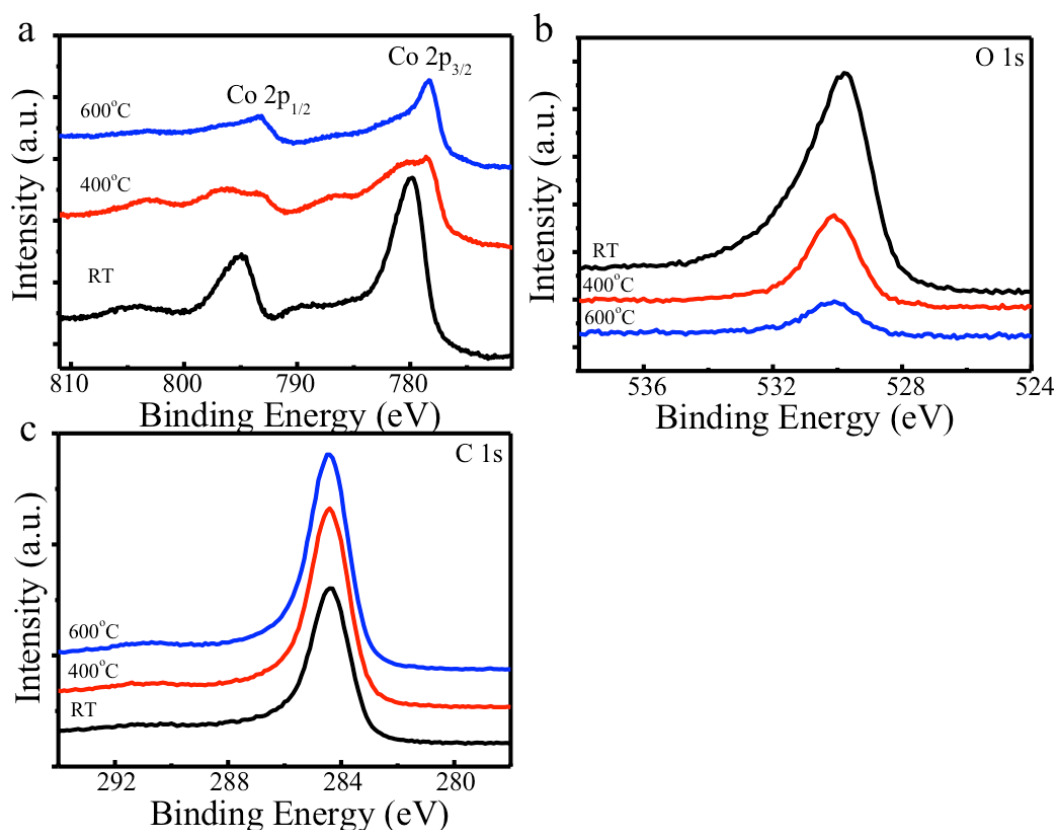 a
Co 2p3/2
Co 2p1/2
600°C
400°C
RT
Intensity (a.u.)
810 800 790 780
Binding Energy (eV)
b
O 1s
RT
400°C
600°C
Intensity (a.u.)
536 532 528 524
Binding Energy (eV)
c
C 1s
600°C
400°C
RT
Intensity (a.u.)
292 288 284 280
Binding Energy (eV)